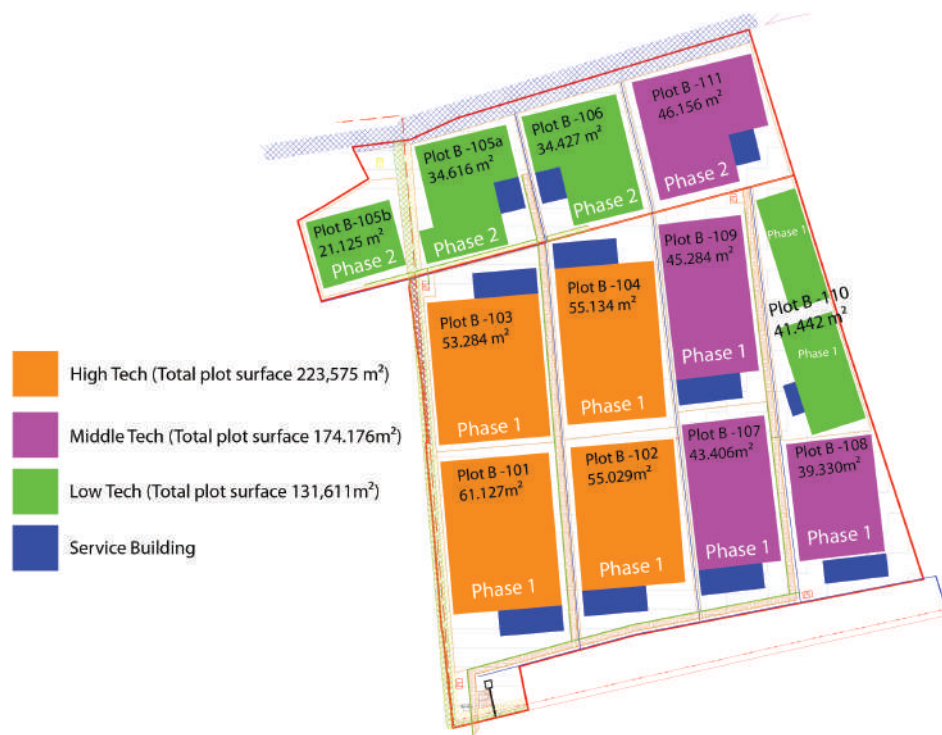 Plot B -111
46.156 m²
Phase 2
Plot B -106
34.427 m²
Phase 2
Plot B -105a
34.616 m²
Phase 2
Plot B-105b
21.125 m²
Phase 2
Plot B -109
45.284 m²
Phase 1
Phase 1
Plot B -110
41.442 m²
Phase 1
Plot B -104
55.134 m²
Phase 1
Plot B -103
53.284 m²
Phase 1
High Tech (Total plot surface 223,575 m²)
Middle Tech (Total plot surface 174.176m²)
Low Tech (Total plot surface 131,611m²)
Service Building
Plot B -101
61.127m²
Phase 1
Plot B -102
55.029m²
Phase 1
Plot B -107
43.406m²
Phase 1
Plot B -108
39.330m²
Phase 1